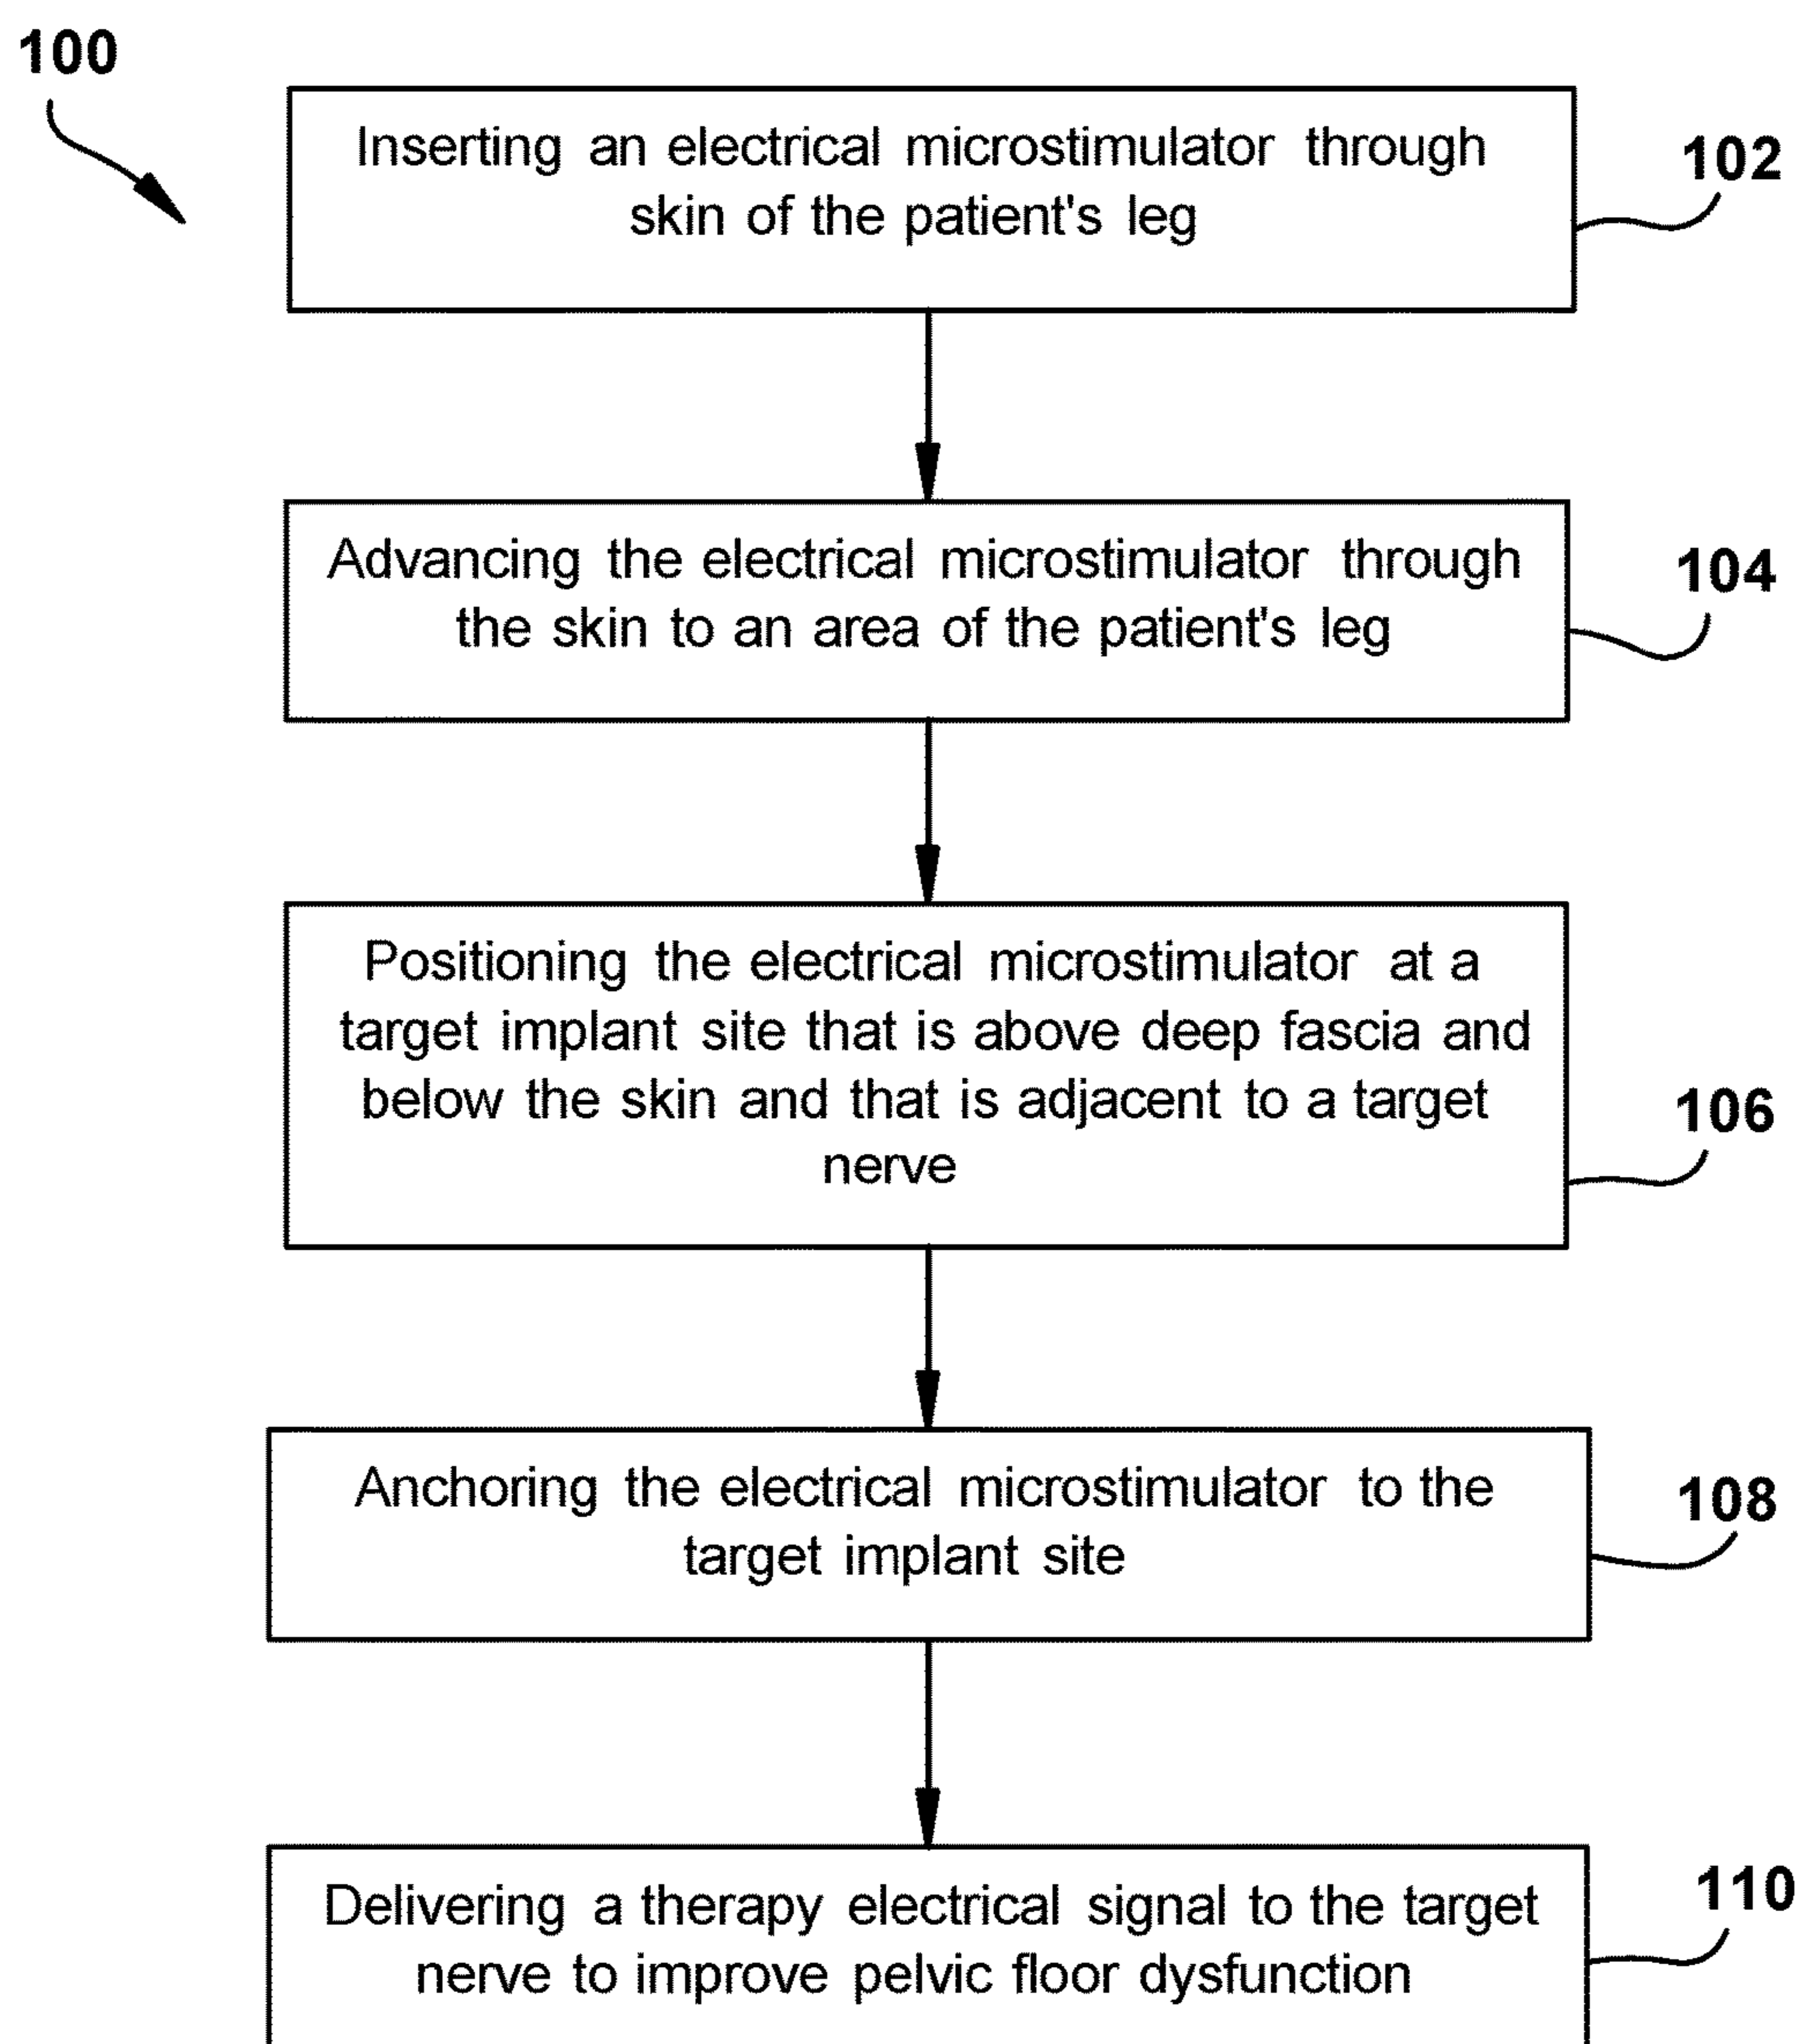 100
Inserting an electrical microstimulator through
skin of the patient's leg
102
Advancing the electrical microstimulator through
the skin to an area of the patient's leg
104
Positioning the electrical microstimulator at a
target implant site that is above deep fascia and
below the skin and that is adjacent to a target
nerve
106
Anchoring the electrical microstimulator to the
target implant site
108
Delivering a therapy electrical signal to the target
nerve to improve pelvic floor dysfunction
110